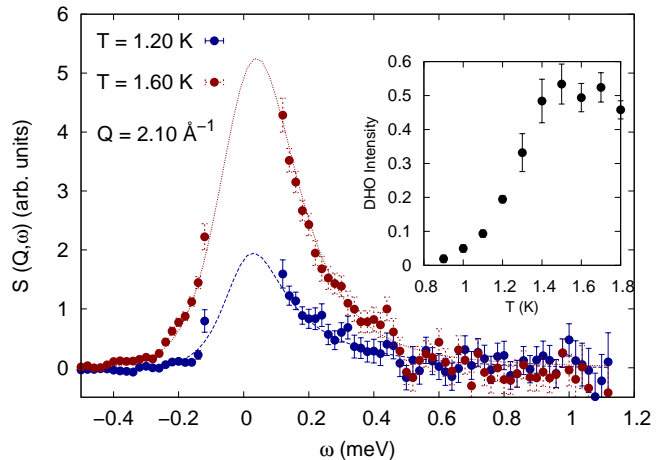 6
5
4
3
2
1
0
S (Q,ω) (arb. units)
T = 1.20 K
T = 1.60 K
Q = 2.10 Å⁻¹
−0.4 −0.2 0 0.2 0.4 0.6 0.8 1 1.2
ω (meV)
0.6
0.5
0.4
0.3
0.2
0.1
0
DHO Intensity
0.8 1 1.2 1.4 1.6 1.8
T (K)